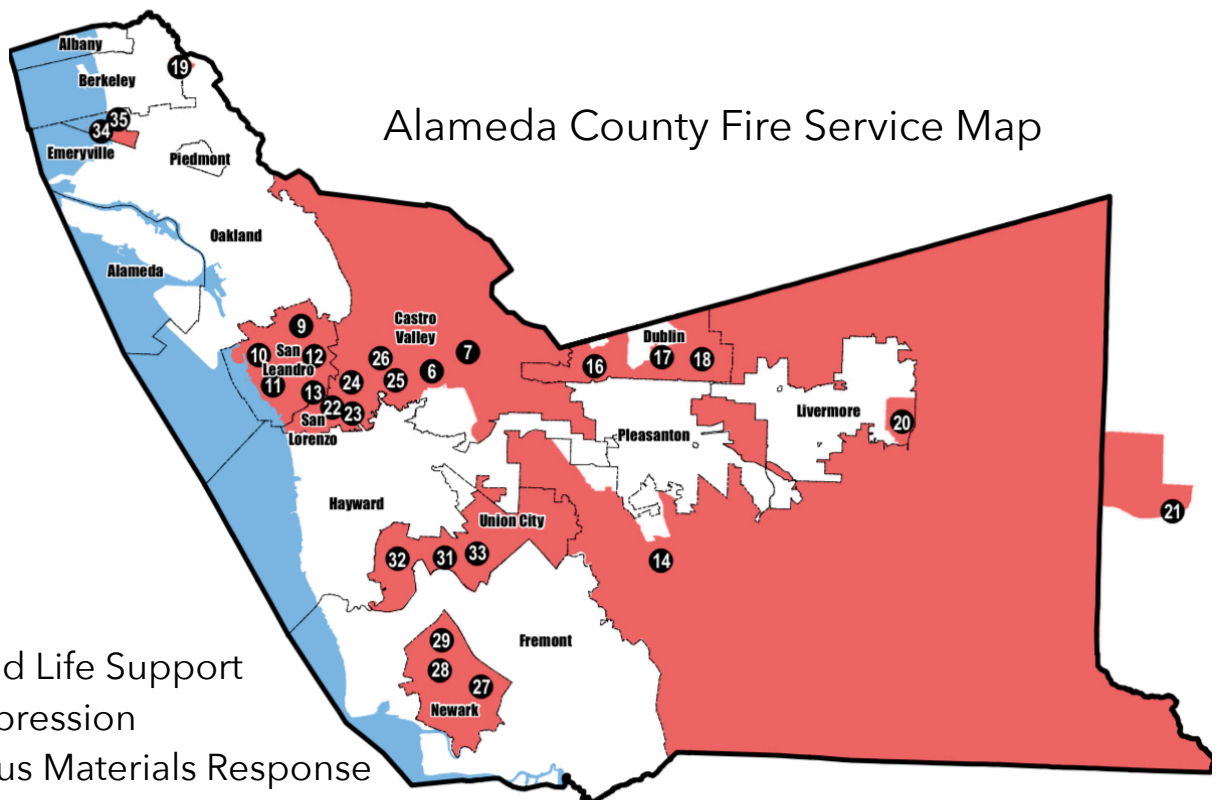 Alameda County Fire Service Map
Albany
Berkeley
19
35
34
Emeryville
Piedmont
Oakland
Alameda
Castro
Valley
9
10
San
12
Leandro
11
13
26
7
6
25
24
22
23
San
Lorenzo
Dublin
16
17
18
Livermore
20
Pleasanton
21
Hayward
Union City
32
31
33
14
Fremont
29
28
27
Newark
d Life Support
pression
us Materials Response